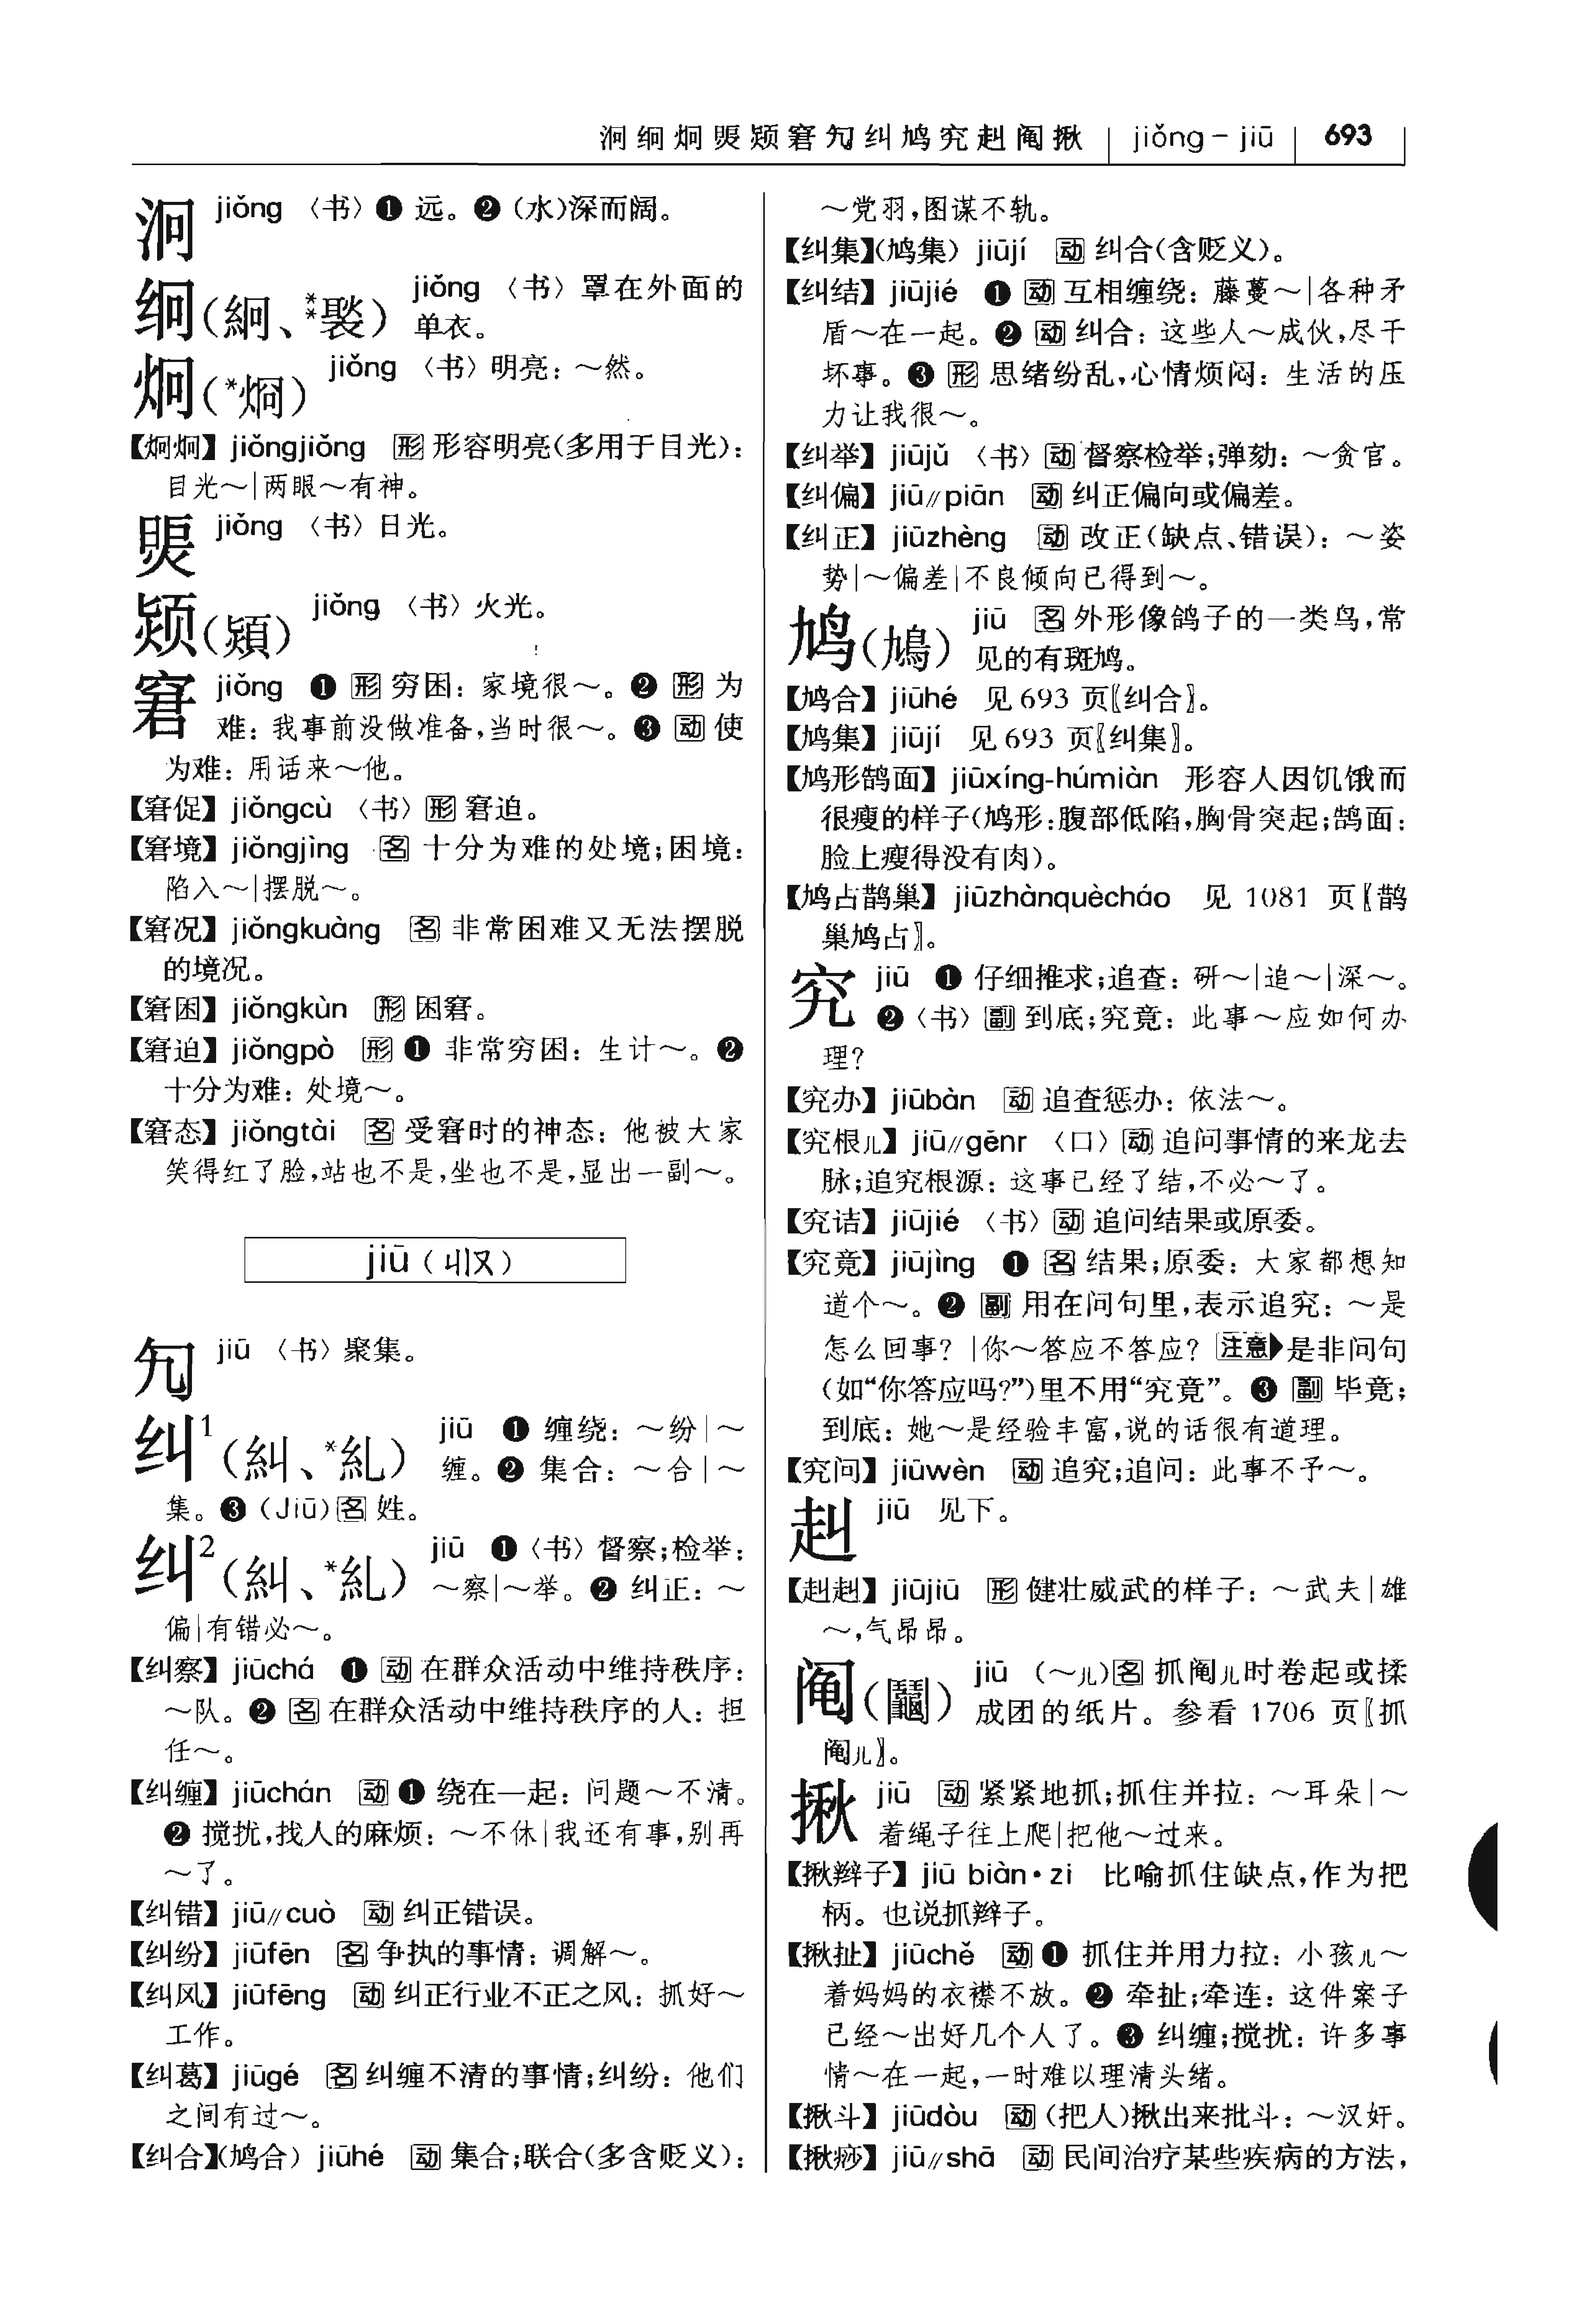 泂䌹炯炅颎窘勼纠鸠究赳阄揪 jiǒng－jiū 693
泂 jiǒng 〈书〉❶ 远。❷ (水)深而阔。
䌹(絅、**褧) jiǒng 〈书〉罩在外面的
单衣。
炯(*烱) jiǒng 〈书〉明亮：～然。
【炯炯】jiǒngjiǒng 形 形容明亮(多用于目光)：
目光～|两眼～有神。
炅 jiǒng 〈书〉日光。
颎(熲) jiǒng 〈书〉火光。
窘 jiǒng ❶ 形 穷困：家境很～。❷ 形 为
难：我事前没做准备，当时很～。❸ 动 使
为难：用话来～他。
【窘促】jiǒngcù 〈书〉形 窘迫。
【窘境】jiǒngjìng 名 十分为难的处境；困境：
陷入～|摆脱～。
【窘况】jiǒngkuàng 名 非常困难又无法摆脱
的境况。
【窘困】jiǒngkùn 形 困窘。
【窘迫】jiǒngpò 形 ❶ 非常穷困：生计～。❷
十分为难：处境～。
【窘态】jiǒngtài 名 受窘时的神态：他被大家
笑得红了脸，站也不是，坐也不是，显出一副～。
jiū (ㄐㄧㄡ)
勼 jiū 〈书〉聚集。
纠¹(糾、*糺) jiū ❶ 缠绕：～纷|～
缠。❷ 集合：～合|～
集。❸ (Jiū)名 姓。
纠²(糾、*糺) jiū ❶〈书〉督察；检举：
～察|～举。❷ 纠正：～
偏|有错必～。
【纠察】jiūchá ❶ 动 在群众活动中维持秩序：
～队。❷ 名 在群众活动中维持秩序的人：担
任～。
【纠缠】jiūchán 动 ❶ 绕在一起：问题～不清。
❷ 搅扰，找人的麻烦：～不休|我还有事，别再
～了。
【纠错】jiū∥cuò 动 纠正错误。
【纠纷】jiūfēn 名 争执的事情：调解～。
【纠风】jiūfēng 动 纠正行业不正之风：抓好～
工作。
【纠葛】jiūgé 名 纠缠不清的事情；纠纷：他们
之间有过～。
【纠合】(鸠合) jiūhé 动 集合；联合(多含贬义)：
～党羽，图谋不轨。
【纠集】(鸠集) jiūjí 动 纠合(含贬义)。
【纠结】jiūjié ❶ 动 互相缠绕：藤蔓～|各种矛
盾～在一起。❷ 动 纠合：这些人～成伙，尽干
坏事。❸ 形 思绪纷乱，心情烦闷：生活的压
力让我很～。
【纠举】jiūjǔ 〈书〉动 督察检举；弹劾：～贪官。
【纠偏】jiū∥piān 动 纠正偏向或偏差。
【纠正】jiūzhèng 动 改正(缺点、错误)：～姿
势|～偏差|不良倾向已得到～。
鸠(鳩) jiū 名 外形像鸽子的一类鸟，常
见的有斑鸠。
【鸠合】jiūhé 见 693 页〖纠合〗。
【鸠集】jiūjí 见 693 页〖纠集〗。
【鸠形鹄面】jiūxíng-húmiàn 形容人因饥饿而
很瘦的样子(鸠形：腹部低陷，胸骨突起；鹄面：
脸上瘦得没有肉)。
【鸠占鹊巢】jiūzhànquècháo 见 1081 页〖鹊
巢鸠占〗。
究 jiū ❶ 仔细推求；追查：研～|追～|深～。
❷〈书〉副 到底；究竟：此事～应如何办
理？
【究办】jiūbàn 动 追查惩办：依法～。
【究根儿】jiū∥gēnr 〈口〉动 追问事情的来龙去
脉；追究根源：这事已经了结，不必～了。
【究诘】jiūjié 〈书〉动 追问结果或原委。
【究竟】jiūjìng ❶ 名 结果；原委：大家都想知
道个～。❷ 副 用在问句里，表示追究：～是
怎么回事？|你～答应不答应？注意▶是非问句
(如“你答应吗？”)里不用“究竟”。❸ 副 毕竟；
到底：她～是经验丰富，说的话很有道理。
【究问】jiūwèn 动 追究；追问：此事不予～。
赳 jiū 见下。
【赳赳】jiūjiū 形 健壮威武的样子：～武夫|雄
～，气昂昂。
阄(鬮) jiū (～儿)名 抓阄儿时卷起或揉
成团的纸片。参看 1706 页〖抓
阄儿〗。
揪 jiū 动 紧紧地抓；抓住并拉：～耳朵|～
着绳子往上爬|把他～过来。
【揪辫子】jiū biàn·zi 比喻抓住缺点，作为把
柄。也说抓辫子。
【揪扯】jiūchě 动 ❶ 抓住并用力拉：小孩儿～
着妈妈的衣襟不放。❷ 牵扯；牵连：这件案子
已经～出好几个人了。❸ 纠缠；搅扰：许多事
情～在一起，一时难以理清头绪。
【揪斗】jiūdòu 动 (把人)揪出来批斗：～汉奸。
【揪痧】jiū∥shā 动 民间治疗某些疾病的方法，